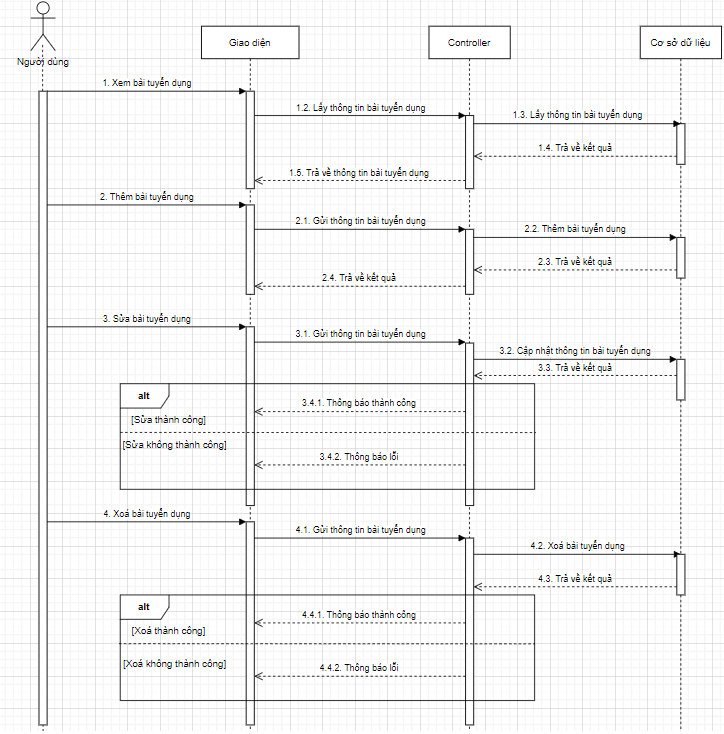 Người dùng
Giao diện
Controller
Cơ sở dữ liệu
1. Xem bài tuyển dụng
1.2. Lấy thông tin bài tuyển dụng
1.3. Lấy thông tin bài tuyển dụng
1.4. Trả về kết quả
1.5. Trả về thông tin bài tuyển dụng
2. Thêm bài tuyển dụng
2.1. Gửi thông tin bài tuyển dụng
2.2. Thêm bài tuyển dụng
2.3. Trả về kết quả
2.4. Trả về kết quả
3. Sửa bài tuyển dụng
3.1. Gửi thông tin bài tuyển dụng
3.2. Cập nhật thông tin bài tuyển dụng
3.3. Trả về kết quả
alt
3.4.1. Thông báo thành công
[Sửa thành công]
[Sửa không thành công]
3.4.2. Thông báo lỗi
4. Xoá bài tuyển dụng
4.1. Gửi thông tin bài tuyển dụng
4.2. Xoá bài tuyển dụng
4.3. Trả về kết quả
alt
4.4.1. Thông báo thành công
[Xoá thành công]
[Xoá không thành công]
4.4.2. Thông báo lỗi